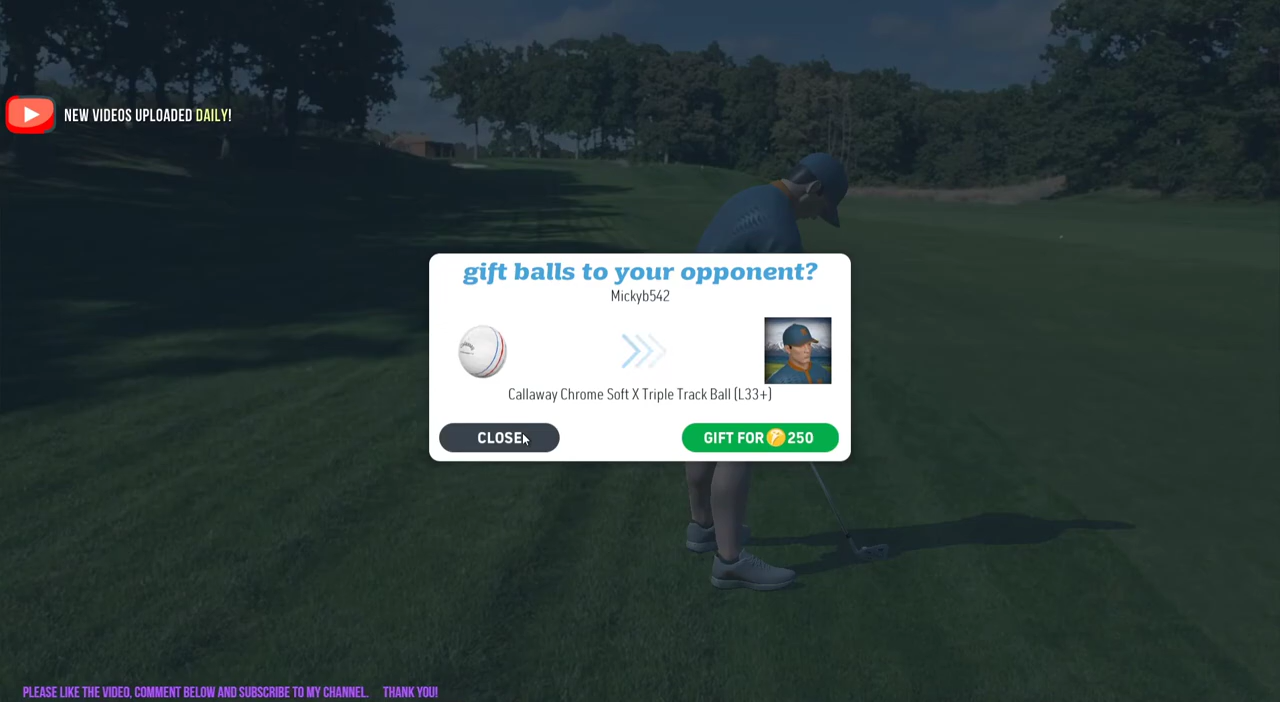 NEW VIDEOS UPLOADED DAILY!
gift balls to your opponent?
Mickyb542
Callaway Chrome Soft X Triple Track Ball (L33+)
CLOSE
GIFT FOR 250
PLEASE LIKE THE VIDEO, COMMENT BELOW AND SUBSCRIBE TO MY CHANNEL. THANK YOU!